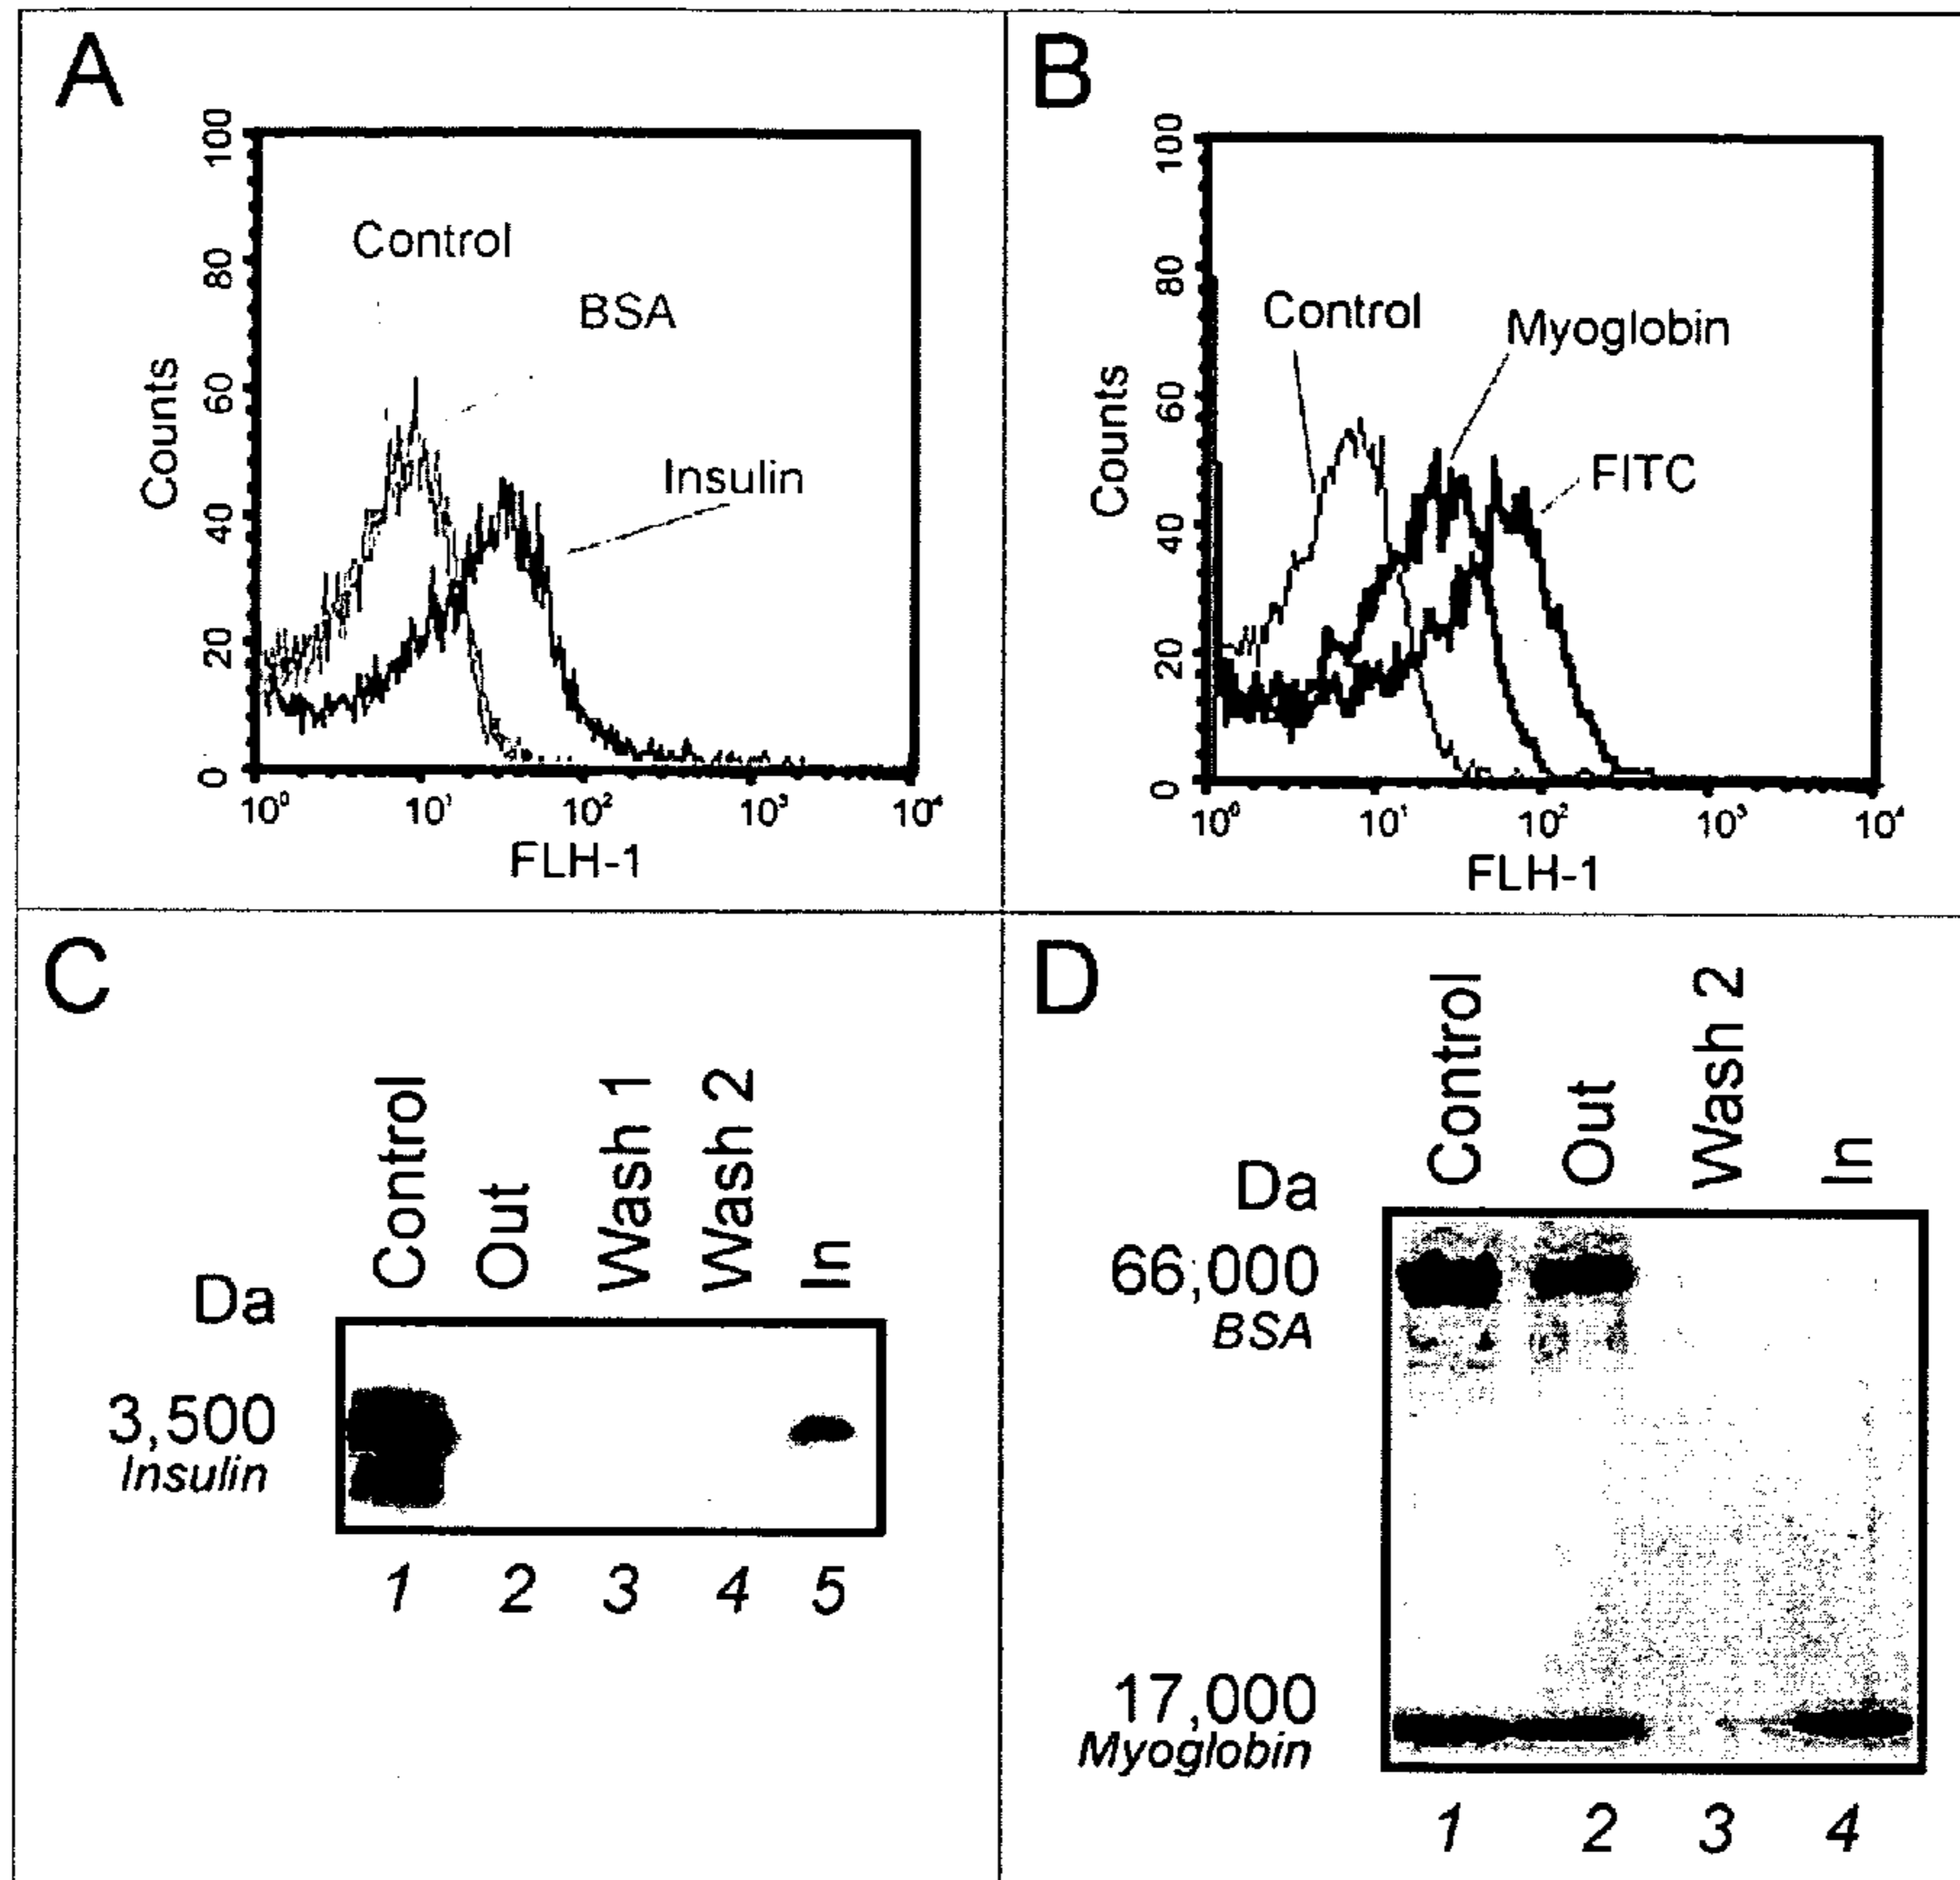 A
100
80
60
40
20
0
Counts
Control
BSA
Insulin
10⁰ 10¹ 10² 10³ 10⁴
FLH-1
B
100
80
60
40
20
0
Counts
Control
Myoglobin
FITC
10⁰ 10¹ 10² 10³ 10⁴
FLH-1
C
Control
Out
Wash 1
Wash 2
In
Da
3,500
Insulin
1 2 3 4 5
D
Control
Out
Wash 2
In
Da
66,000
BSA
17,000
Myoglobin
1 2 3 4